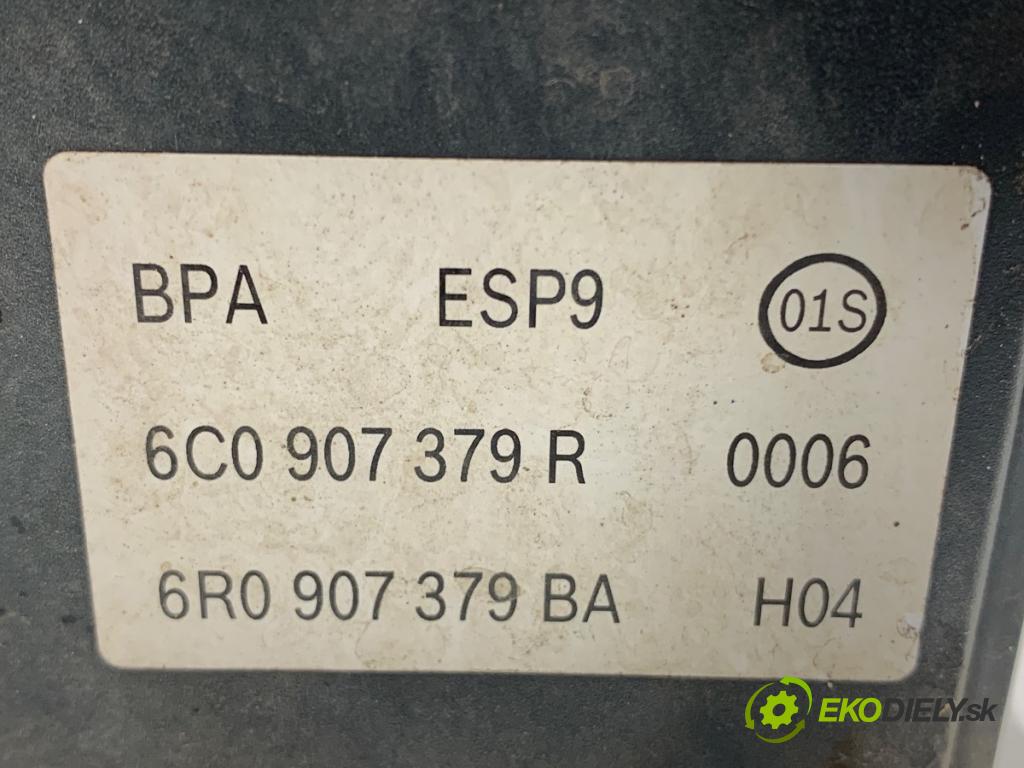 BPA ESP9 01S
6C0 907 379 R 0006
6R0 907 379 BA H04
EKODIELY.sk